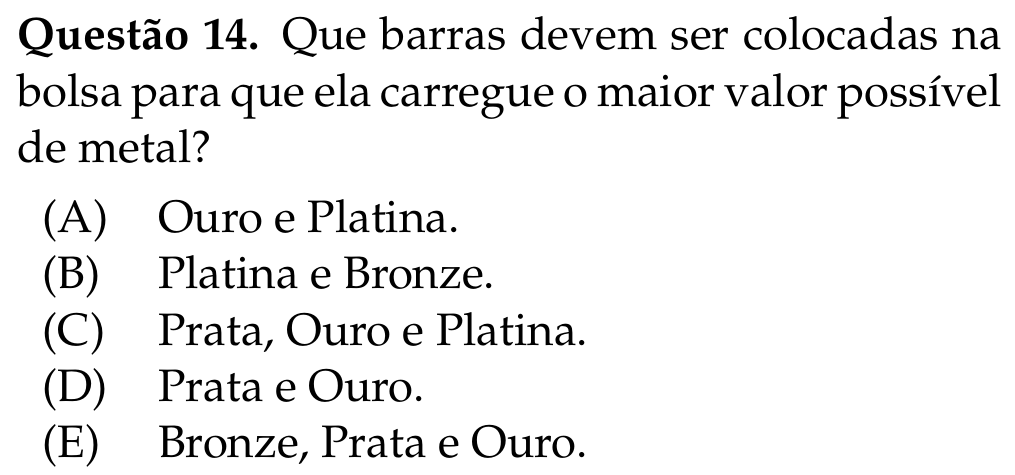 Questão 14. Que barras devem ser colocadas na
bolsa para que ela carregue o maior valor possível
de metal?
(A) Ouro e Platina.
(B) Platina e Bronze.
(C) Prata, Ouro e Platina.
(D) Prata e Ouro.
(E) Bronze, Prata e Ouro.